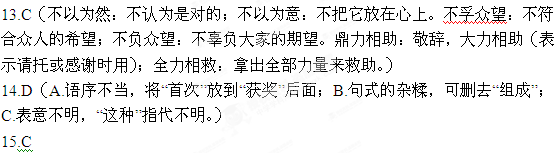 13.C（不以为然：不认为是对的；不以为意：不把它放在心上。不孚众望：不符
合众人的希望；不负众望：不辜负大家的期望。鼎力相助：敬辞，大力相助（表
示请托或感谢时用）；全力相救：拿出全部力量来救助。）
14.D（A.语序不当，将“首次”放到“获奖”后面；B.句式的杂糅，可删去“组成”；
C.表意不明，“这种”指代不明。）
15.C